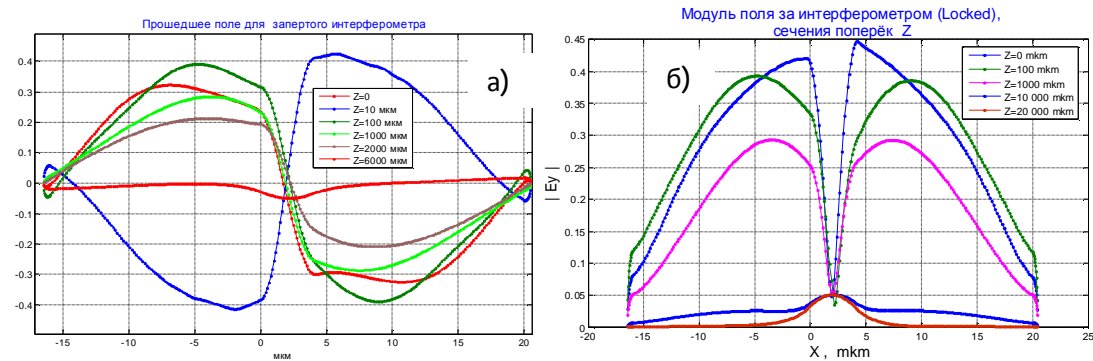 Прошедшее поле для запертого интерферометра
а)
0.4
0.3
0.2
0.1
0
-0.1
-0.2
-0.3
-0.4
-15
-10
-5
0
5
10
15
20
мкм
Z=0
Z=10 мкм
Z=100 мкм
Z=1000 мкм
Z=2000 мкм
Z=6000 мкм
Модуль поля за интерферометром (Locked),
сечения поперёк Z
б)
| Ey |
0.45
0.4
0.35
0.3
0.25
0.2
0.15
0.1
0.05
0
-15
-10
-5
0
5
10
15
20
X , mkm
Z=0 mkm
Z=100 mkm
Z=1000 mkm
Z=10 000 mkm
Z=20 000 mkm